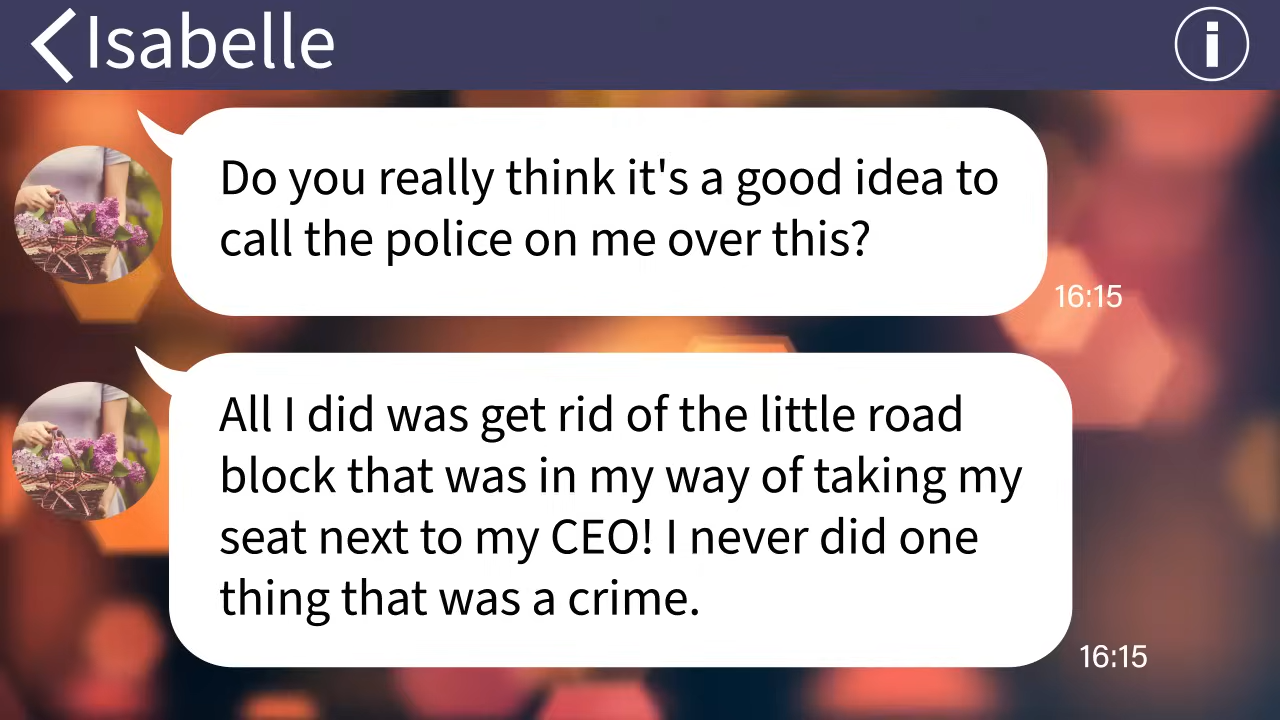 Isabelle
Do you really think it's a good idea to
call the police on me over this?
16:15
All I did was get rid of the little road
block that was in my way of taking my
seat next to my CEO! I never did one
thing that was a crime.
16:15